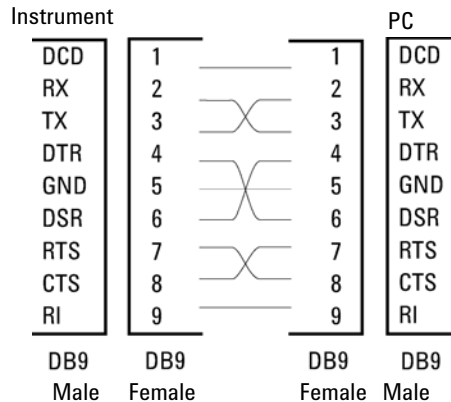 Instrument PC
DCD 1 1 DCD
RX 2 2 RX
TX 3 3 TX
DTR 4 4 DTR
GND 5 5 GND
DSR 6 6 DSR
RTS 7 7 RTS
CTS 8 8 CTS
RI 9 9 RI
DB9 DB9 DB9 DB9
Male Female Female Male